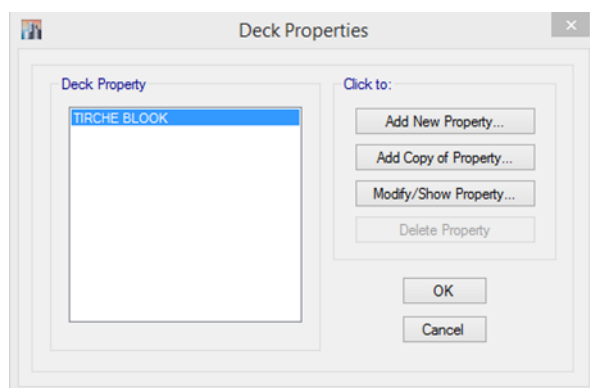 Deck Properties
Deck Property
TIRCHE BLOOK
Click to:
Add New Property...
Add Copy of Property...
Modify/Show Property...
Delete Property
OK
Cancel